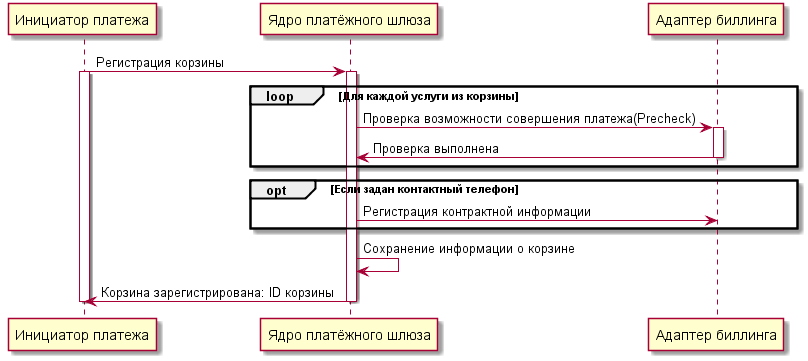 Инициатор платежа
Ядро платёжного шлюза
Адаптер биллинга
Регистрация корзины
loop
[Для каждой услуги из корзины]
Проверка возможности совершения платежа(Precheck)
Проверка выполнена
opt
[Если задан контактный телефон]
Регистрация контрактной информации
Сохранение информации о корзине
Корзина зарегистрирована: ID корзины
Инициатор платежа
Ядро платёжного шлюза
Адаптер биллинга